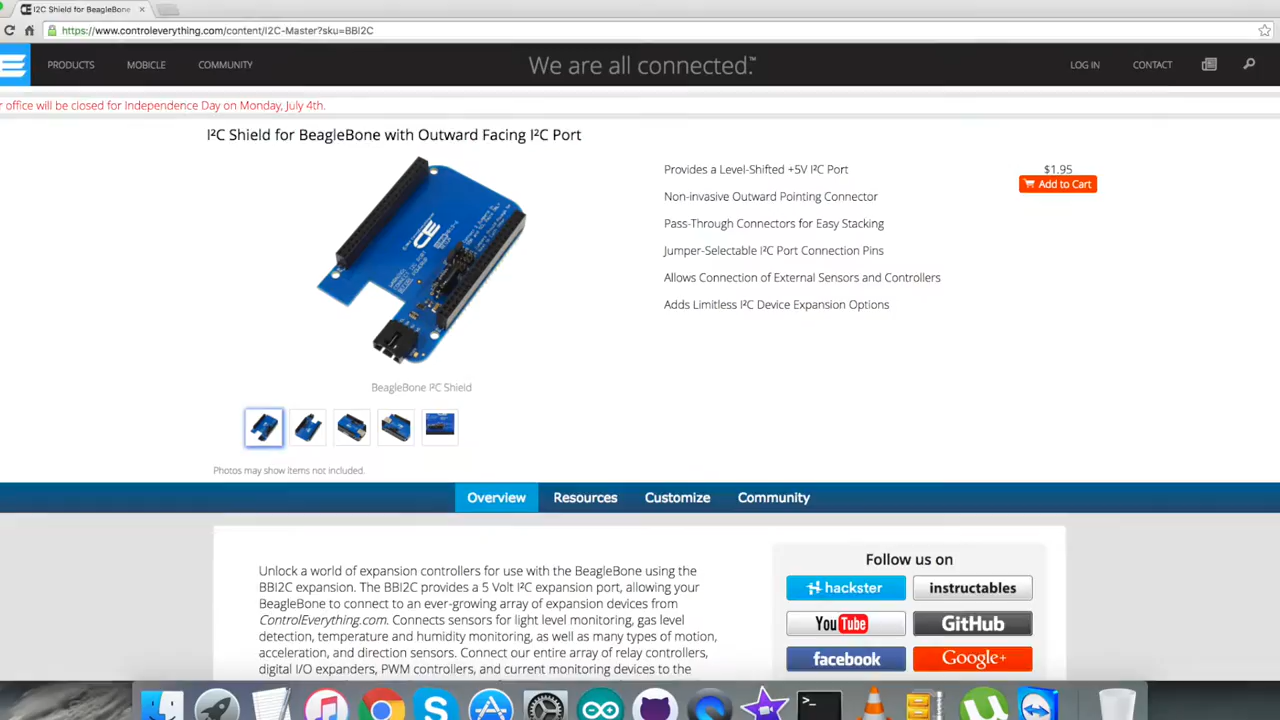 I2C Shield for BeagleBone
https://www.controleverything.com/content/I2C-Master?sku=BBI2C
PRODUCTS
MOBICLE
COMMUNITY
We are all connected.™
LOG IN
CONTACT
r office will be closed for Independence Day on Monday, July 4th.
I²C Shield for BeagleBone with Outward Facing I²C Port
Provides a Level-Shifted +5V I²C Port
Non-invasive Outward Pointing Connector
Pass-Through Connectors for Easy Stacking
Jumper-Selectable I²C Port Connection Pins
Allows Connection of External Sensors and Controllers
Adds Limitless I²C Device Expansion Options
$1.95
Add to Cart
BeagleBone I²C Shield
Photos may show items not included.
Overview
Resources
Customize
Community
Unlock a world of expansion controllers for use with the BeagleBone using the
BBI2C expansion. The BBI2C provides a 5 Volt I²C expansion port, allowing your
BeagleBone to connect to an ever-growing array of expansion devices from
ControlEverything.com. Connects sensors for light level monitoring, gas level
detection, temperature and humidity monitoring, as well as many types of motion,
acceleration, and direction sensors. Connect our entire array of relay controllers,
digital I/O expanders, PWM controllers, and current monitoring devices to the
Follow us on
hackster
instructables
YouTube
GitHub
facebook
Google+